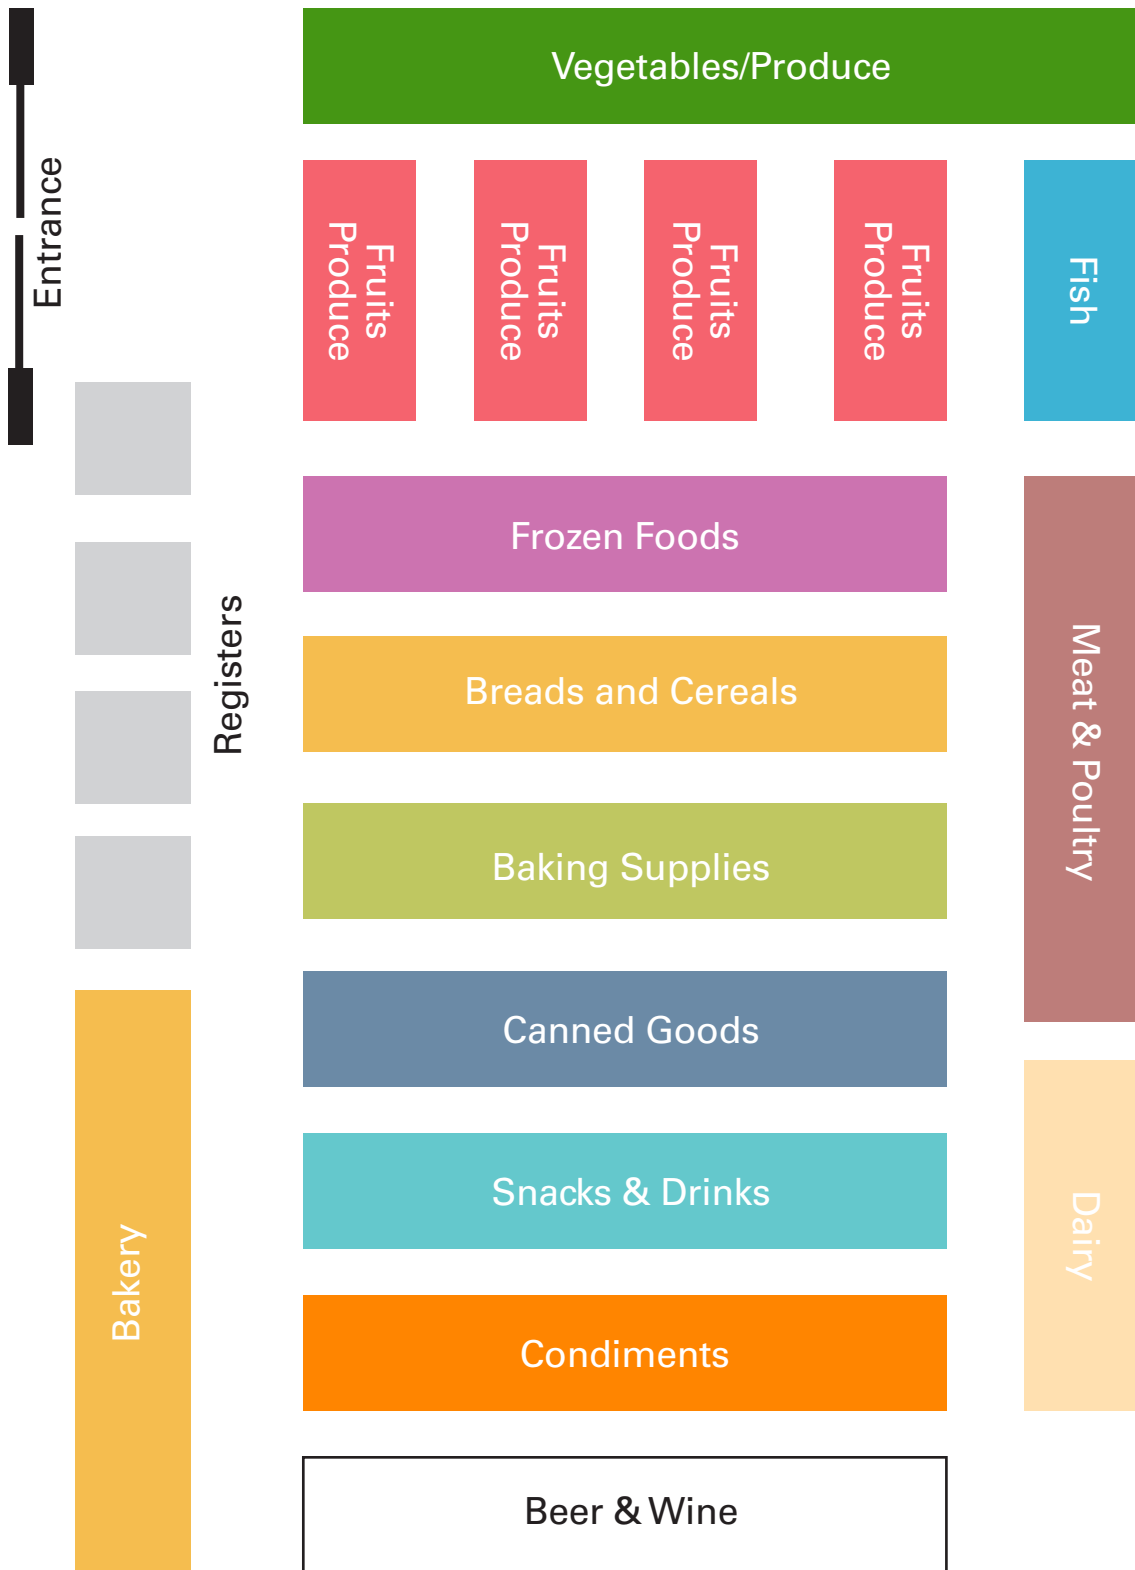 Vegetables/Produce
Entrance
Fruits
Produce
Fruits
Produce
Fruits
Produce
Fruits
Produce
Fish
Frozen Foods
Registers
Breads and Cereals
Meat & Poultry
Baking Supplies
Canned Goods
Snacks & Drinks
Dairy
Bakery
Condiments
Beer & Wine